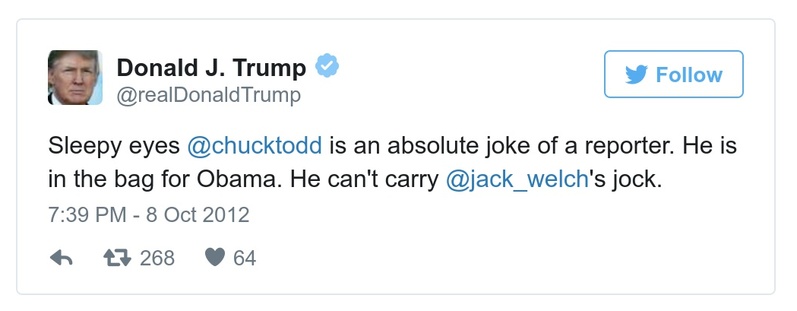 Donald J. Trump
@realDonaldTrump
Follow
Sleepy eyes @chucktodd is an absolute joke of a reporter. He is
in the bag for Obama. He can't carry @jack_welch's jock.
7:39 PM - 8 Oct 2012
268 64